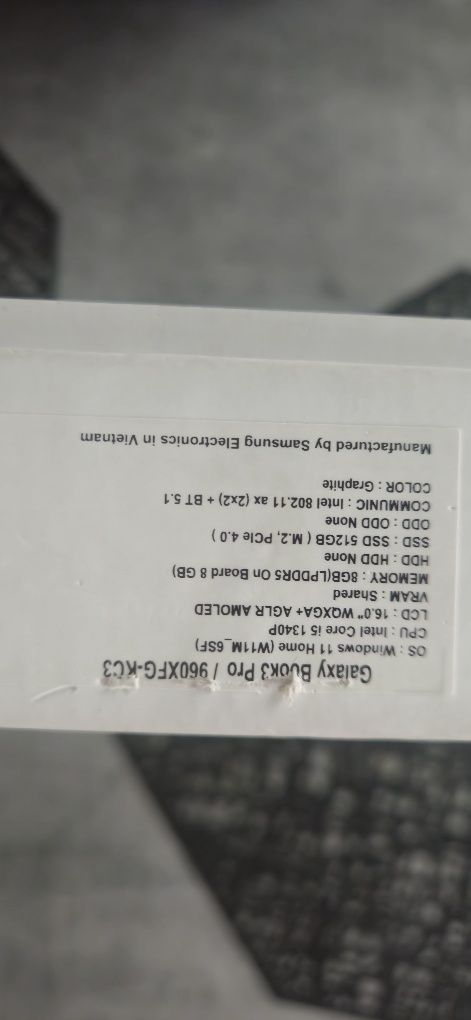 Galaxy Book3 Pro / 960XFG-KC3
OS : Windows 11 Home (W11M_6SF)
CPU : Intel Core i5 1340P
LCD : 16.0" WQXGA+ AGLR AMOLED
VRAM : Shared
MEMORY : 8GB(LPDDR5 On Board 8 GB)
HDD : HDD None
SSD : SSD 512GB ( M.2, PCIe 4.0 )
ODD : ODD None
COMMUNIC : Intel 802.11 ax (2x2) + BT 5.1
COLOR : Graphite
Manufactured by Samsung Electronics in Vietnam